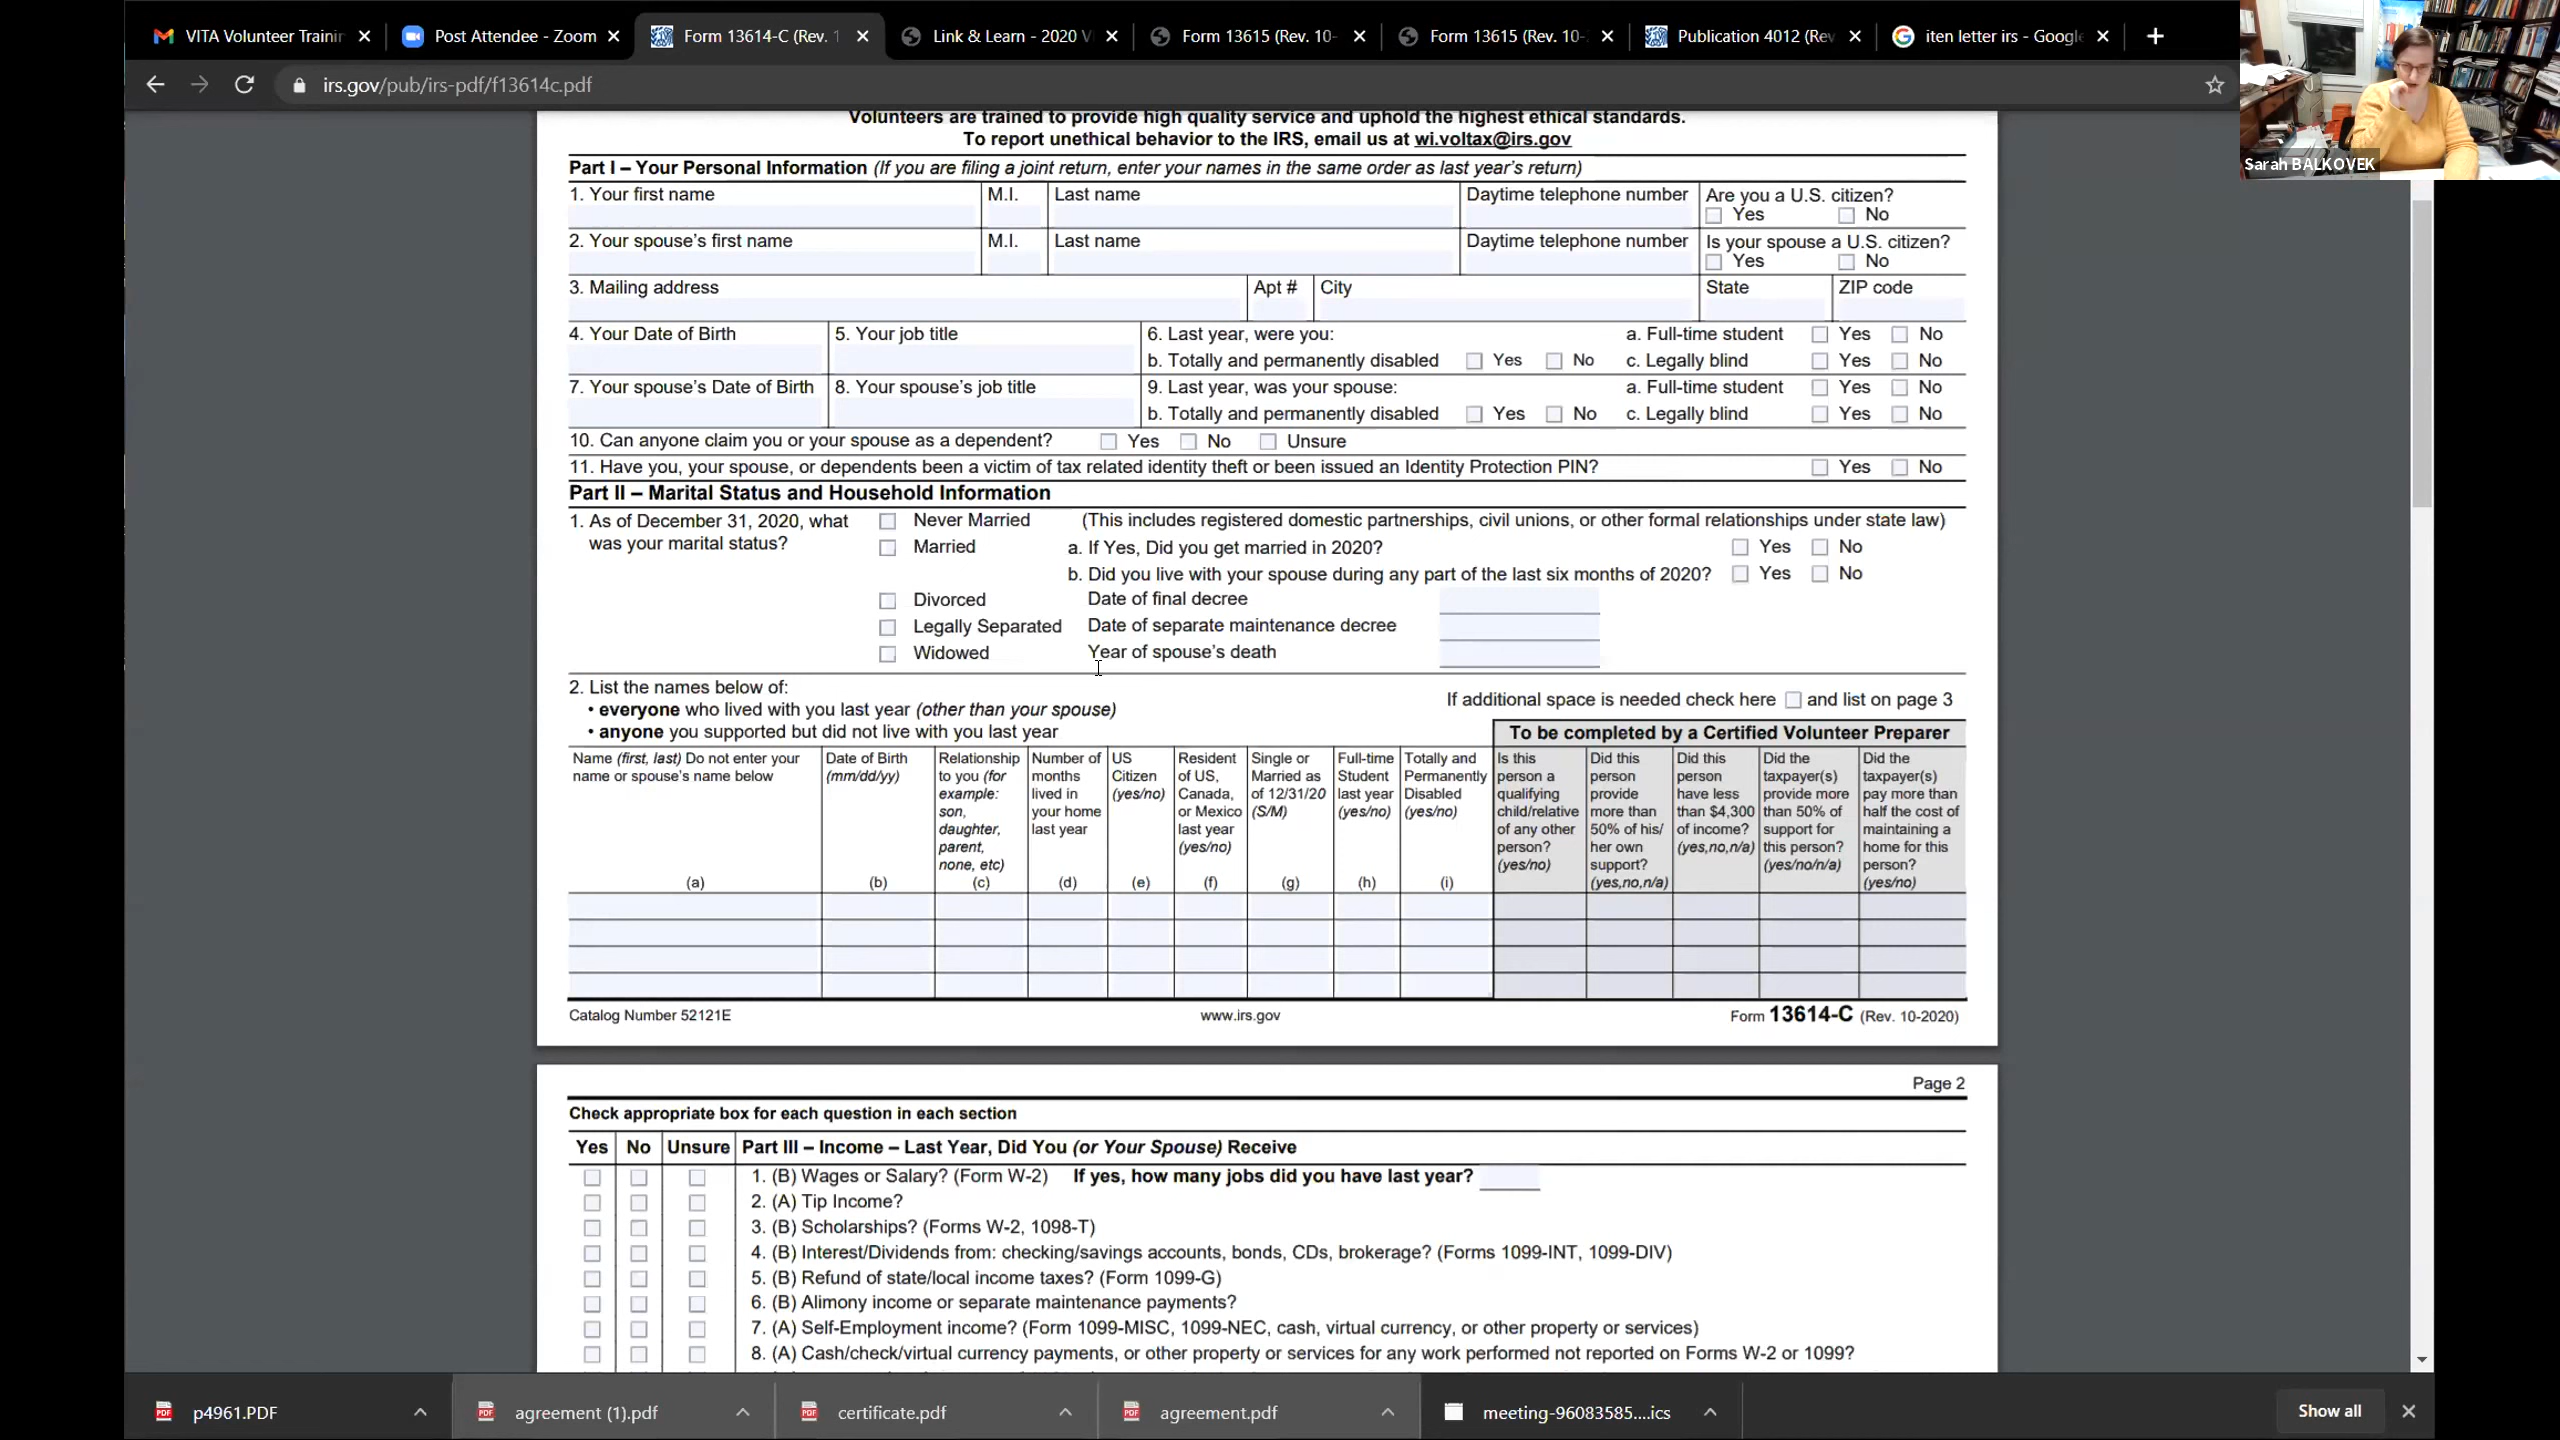 VITA Volunteer Trainin
Post Attendee - Zoom
Form 13614-C (Rev. 1
Link & Learn - 2020 V
Form 13615 (Rev. 10-
Form 13615 (Rev. 10-
Publication 4012 (Rev
iten letter irs - Google
irs.gov/pub/irs-pdf/f13614c.pdf
Sarah BALKOVEK
Volunteers are trained to provide high quality service and uphold the highest ethical standards.
To report unethical behavior to the IRS, email us at wi.voltax@irs.gov
Part I – Your Personal Information (If you are filing a joint return, enter your names in the same order as last year's return)
1. Your first name M.I. Last name Daytime telephone number Are you a U.S. citizen?
Yes No
2. Your spouse's first name M.I. Last name Daytime telephone number Is your spouse a U.S. citizen?
Yes No
3. Mailing address Apt # City State ZIP code
4. Your Date of Birth 5. Your job title 6. Last year, were you: a. Full-time student Yes No
b. Totally and permanently disabled Yes No c. Legally blind Yes No
7. Your spouse's Date of Birth 8. Your spouse's job title 9. Last year, was your spouse: a. Full-time student Yes No
b. Totally and permanently disabled Yes No c. Legally blind Yes No
10. Can anyone claim you or your spouse as a dependent? Yes No Unsure
11. Have you, your spouse, or dependents been a victim of tax related identity theft or been issued an Identity Protection PIN? Yes No
Part II – Marital Status and Household Information
1. As of December 31, 2020, what Never Married (This includes registered domestic partnerships, civil unions, or other formal relationships under state law)
was your marital status? Married a. If Yes, Did you get married in 2020? Yes No
b. Did you live with your spouse during any part of the last six months of 2020? Yes No
Divorced Date of final decree
Legally Separated Date of separate maintenance decree
Widowed Year of spouse's death
2. List the names below of:
• everyone who lived with you last year (other than your spouse)
• anyone you supported but did not live with you last year
If additional space is needed check here and list on page 3
To be completed by a Certified Volunteer Preparer
Name (first, last) Do not enter your
name or spouse's name below
(a)
Date of Birth
(mm/dd/yy)
(b)
Relationship
to you (for
example:
son,
daughter,
parent,
none, etc)
(c)
Number of
months
lived in
your home
last year
(d)
US
Citizen
(yes/no)
(e)
Resident
of US,
Canada,
or Mexico
last year
(yes/no)
(f)
Single or
Married as
of 12/31/20
(S/M)
(g)
Full-time
Student
last year
(yes/no)
(h)
Totally and
Permanently
Disabled
(yes/no)
(i)
Is this
person a
qualifying
child/relative
of any other
person?
(yes/no)
Did this
person
provide
more than
50% of his/
her own
support?
(yes,no,n/a)
Did this
person
have less
than $4,300
of income?
(yes,no,n/a)
Did the
taxpayer(s)
provide more
than 50% of
support for
this person?
(yes/no/n/a)
Did the
taxpayer(s)
pay more than
half the cost of
maintaining a
home for this
person?
(yes/no)
Catalog Number 52121E www.irs.gov Form 13614-C (Rev. 10-2020)
Page 2
Check appropriate box for each question in each section
Yes No Unsure Part III – Income – Last Year, Did You (or Your Spouse) Receive
1. (B) Wages or Salary? (Form W-2) If yes, how many jobs did you have last year?
2. (A) Tip Income?
3. (B) Scholarships? (Forms W-2, 1098-T)
4. (B) Interest/Dividends from: checking/savings accounts, bonds, CDs, brokerage? (Forms 1099-INT, 1099-DIV)
5. (B) Refund of state/local income taxes? (Form 1099-G)
6. (B) Alimony income or separate maintenance payments?
7. (A) Self-Employment income? (Form 1099-MISC, 1099-NEC, cash, virtual currency, or other property or services)
8. (A) Cash/check/virtual currency payments, or other property or services for any work performed not reported on Forms W-2 or 1099?
p4961.PDF
agreement (1).pdf
certificate.pdf
agreement.pdf
meeting-96083585....ics
Show all